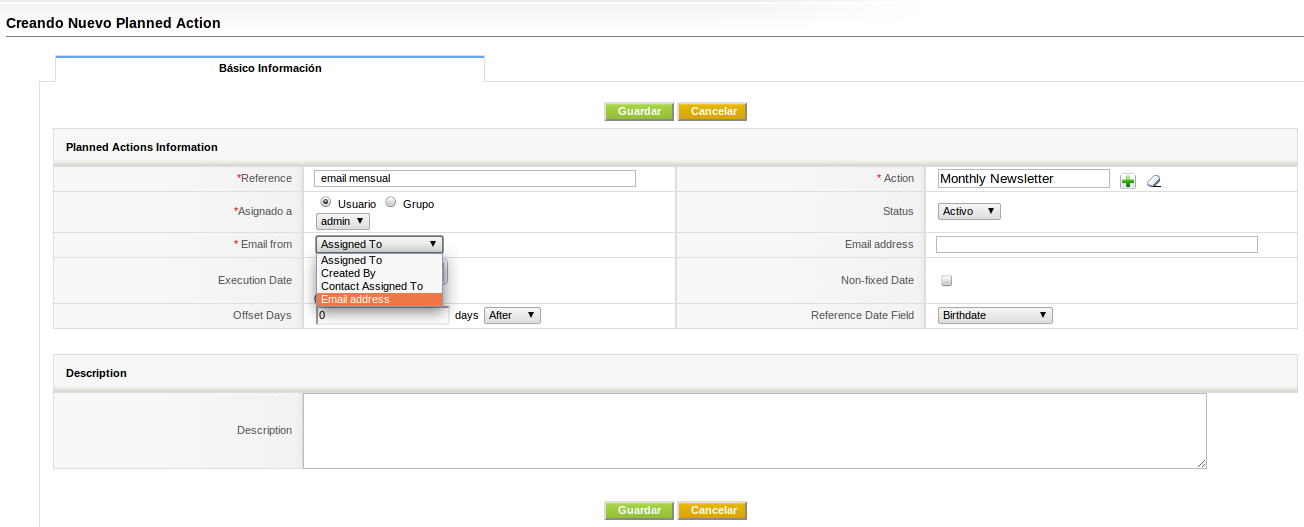 Creando Nuevo Planned Action
Básico Información
Guardar Cancelar
Planned Actions Information
*Reference email mensual * Action Monthly Newsletter
*Asignado a Usuario Grupo Status Activo
admin
* Email from Assigned To Email address
Assigned To
Created By
Contact Assigned To
Email address
Execution Date Non-fixed Date
Offset Days 0 days After Reference Date Field Birthdate
Description
Description
Guardar Cancelar